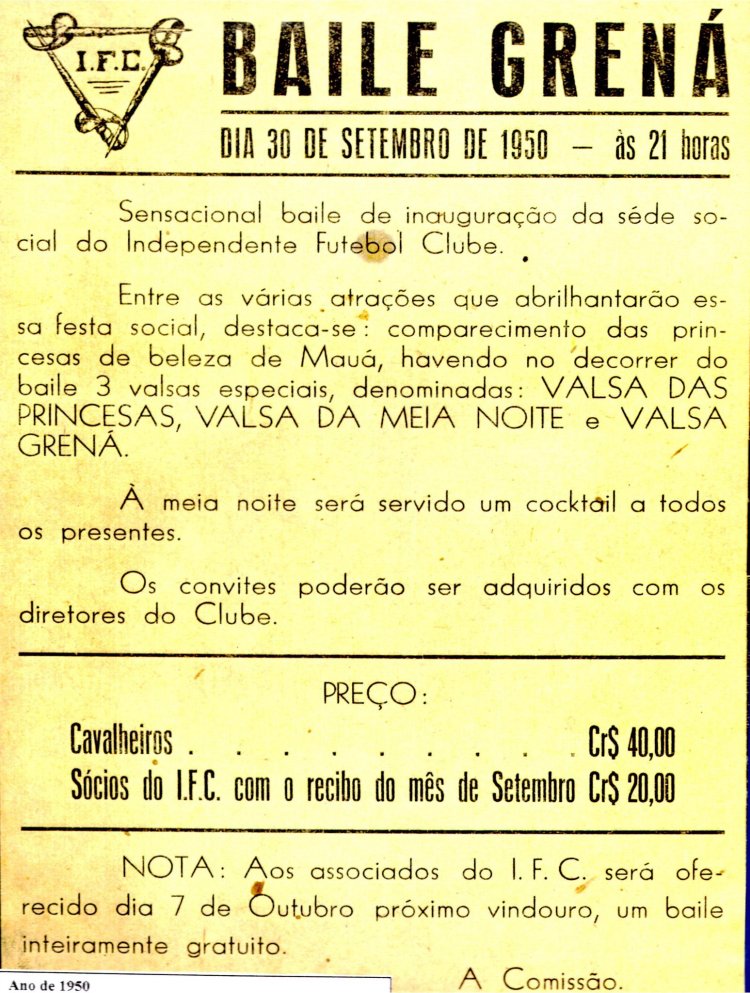 I.F.C.
BAILE GRENÁ
DIA 30 DE SETEMBRO DE 1950 — às 21 horas
Sensacional baile de inauguração da séde so-
cial do Independente Futebol Clube.
Entre as várias atrações que abrilhantarão es-
sa festa social, destaca-se: comparecimento das prin-
cesas de beleza de Mauá, havendo no decorrer do
baile 3 valsas especiais, denominadas: VALSA DAS
PRINCESAS, VALSA DA MEIA NOITE e VALSA
GRENÁ.
À meia noite será servido um cocktail a todos
os presentes.
Os convites poderão ser adquiridos com os
diretores do Clube.
PREÇO:
Cavalheiros . . . . . . . . . Cr$ 40,00
Sócios do I.F.C. com o recibo do mês de Setembro Cr$ 20,00
NOTA: Aos associados do I. F. C. será ofe-
recido dia 7 de Outubro próximo vindouro, um baile
inteiramente gratuito.
A Comissão.
Ano de 1950